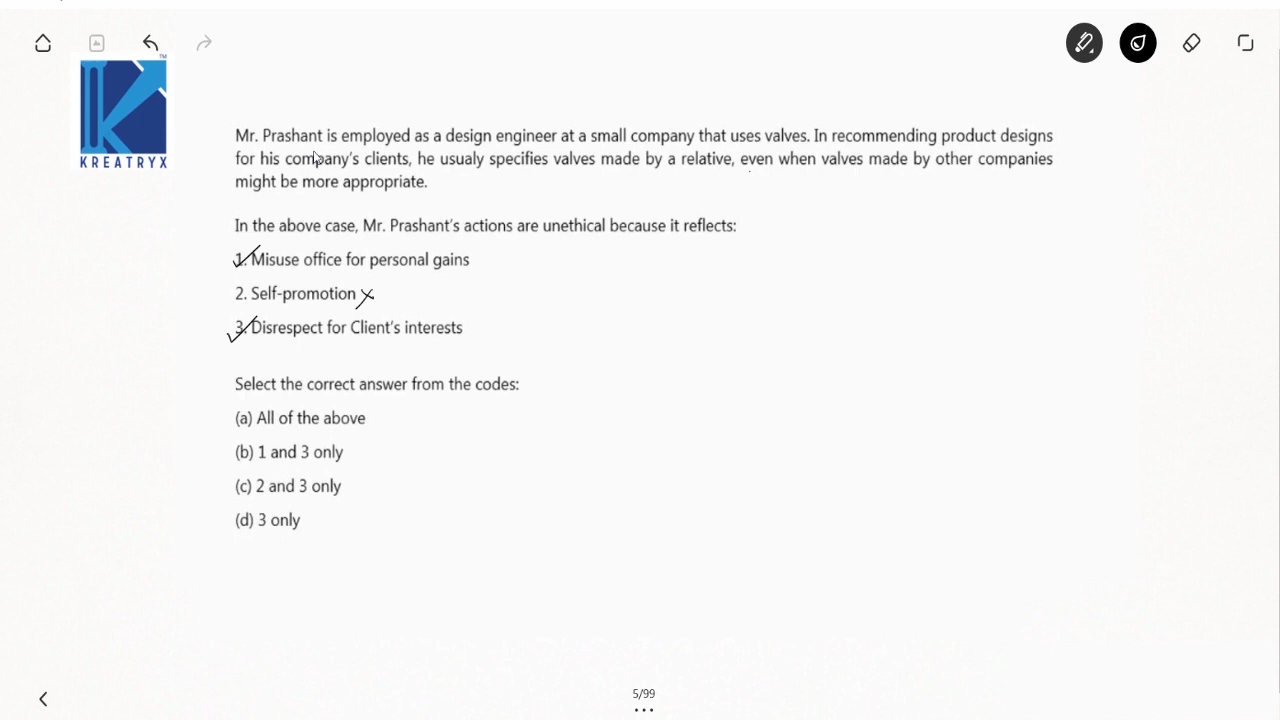 TM
KREATRYX
Mr. Prashant is employed as a design engineer at a small company that uses valves. In recommending product designs
for his company's clients, he usualy specifies valves made by a relative, even when valves made by other companies
might be more appropriate.
In the above case, Mr. Prashant's actions are unethical because it reflects:
1. Misuse office for personal gains
2. Self-promotion
3. Disrespect for Client's interests
Select the correct answer from the codes:
(a) All of the above
(b) 1 and 3 only
(c) 2 and 3 only
(d) 3 only
5/99